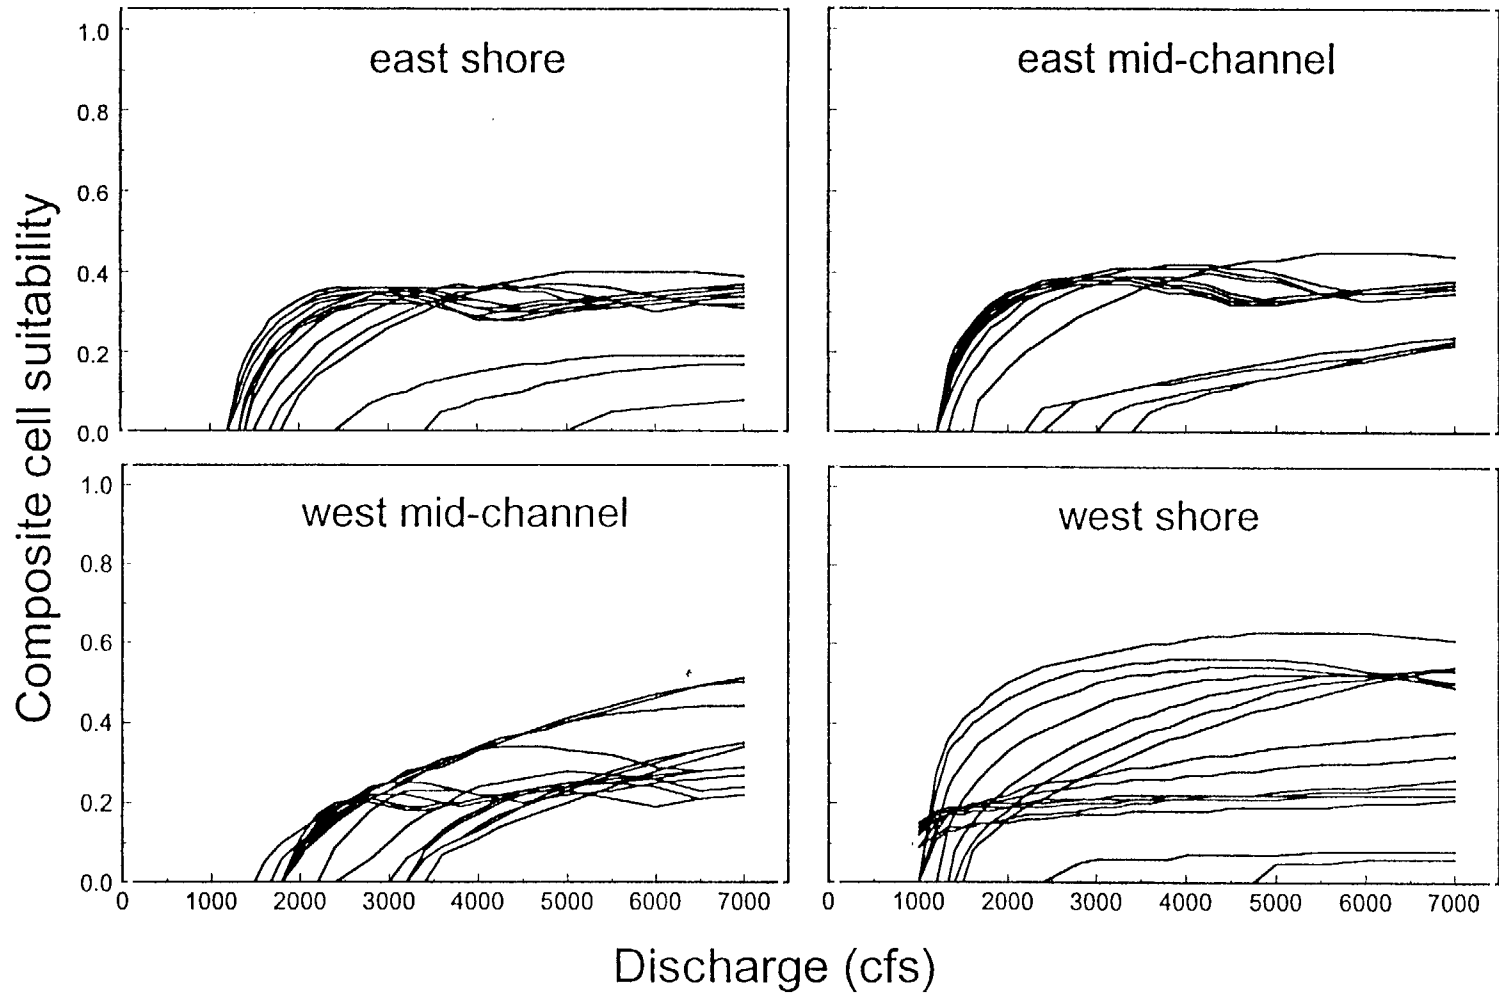 Composite cell suitability
east shore
1.0
0.8
0.6
0.4
0.2
0.0
east mid-channel
west mid-channel
1.0
0.8
0.6
0.4
0.2
0.0
0 1000 2000 3000 4000 5000 6000 7000
west shore
0 1000 2000 3000 4000 5000 6000 7000
Discharge (cfs)